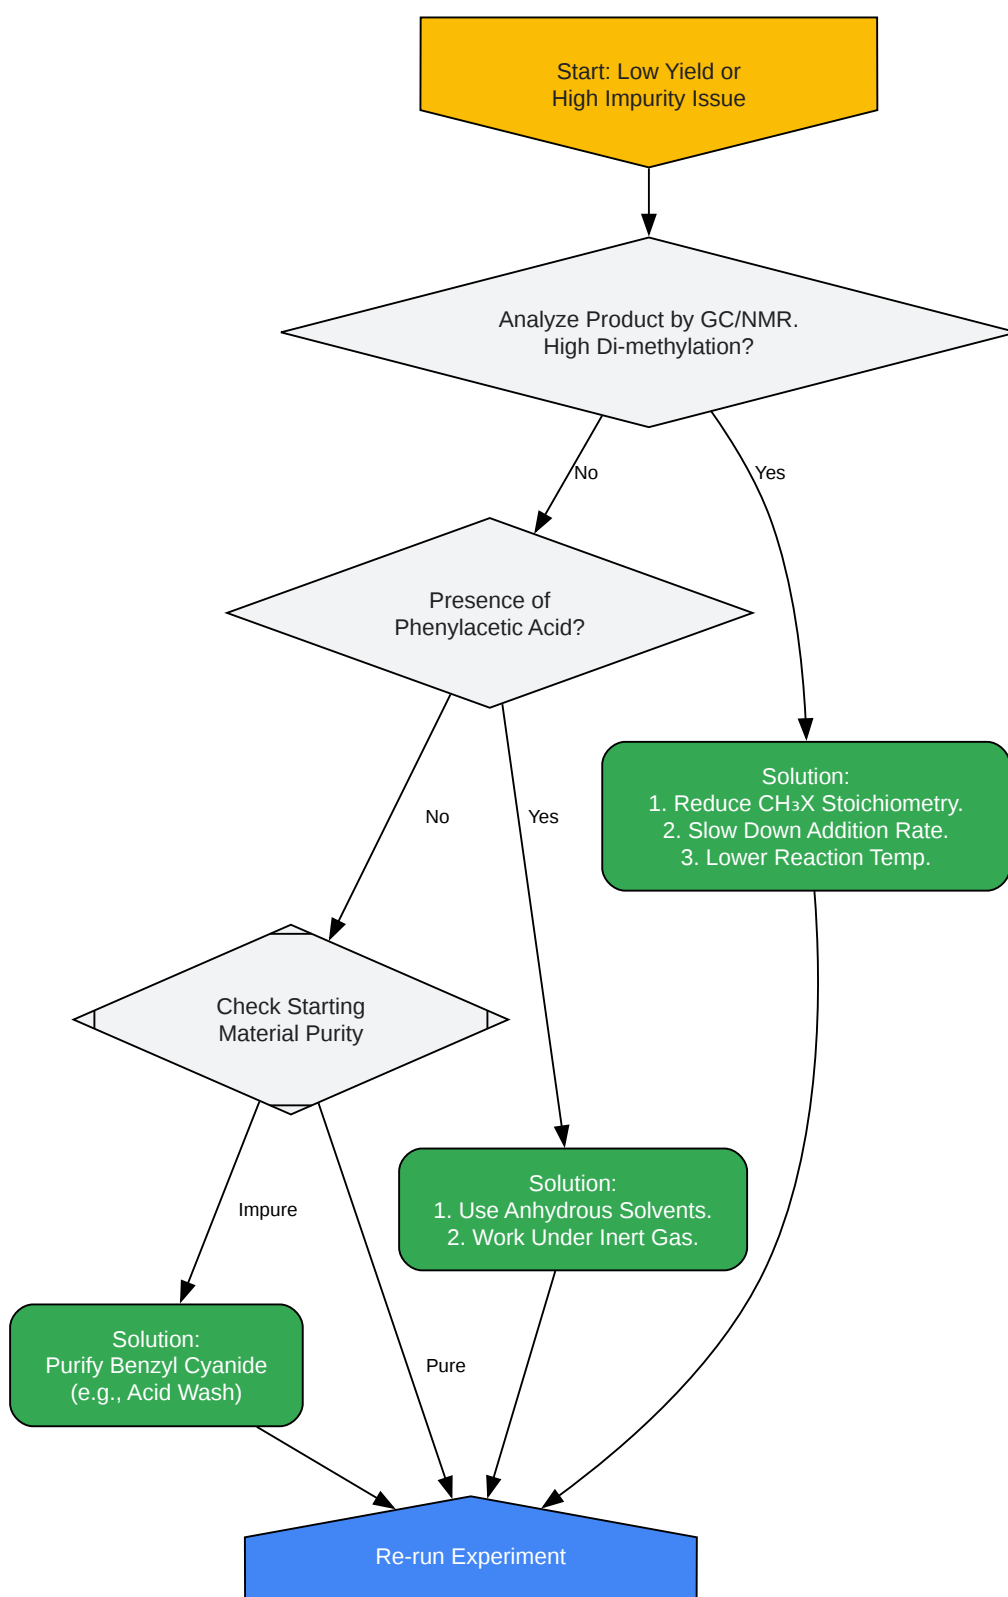 Start: Low Yield or
High Impurity Issue
Analyze Product by GC/NMR.
High Di-methylation?
No
Yes
Presence of
Phenylacetic Acid?
No
Yes
Solution:
1. Reduce CH₃X Stoichiometry.
2. Slow Down Addition Rate.
3. Lower Reaction Temp.
Check Starting
Material Purity
Impure
Pure
Solution:
1. Use Anhydrous Solvents.
2. Work Under Inert Gas.
Solution:
Purify Benzyl Cyanide
(e.g., Acid Wash)
Re-run Experiment